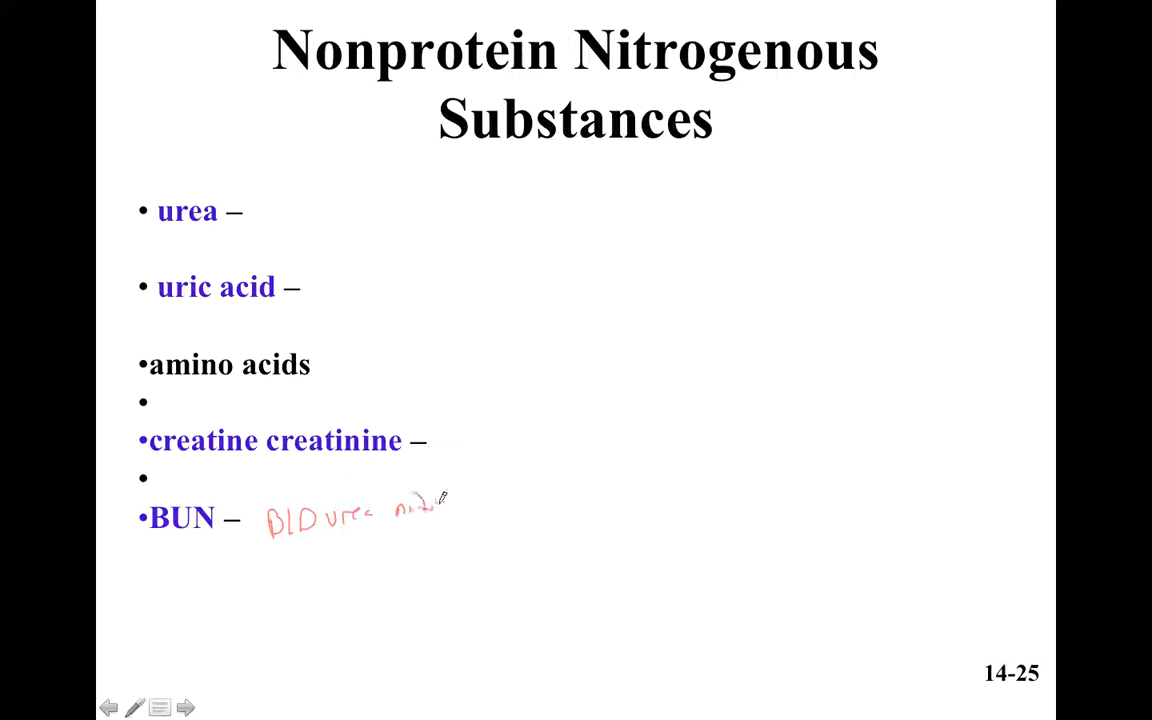 Nonprotein Nitrogenous
Substances
• urea –
• uric acid –
•amino acids
•
•creatine creatinine –
•
•BUN – BLD urea
14-25